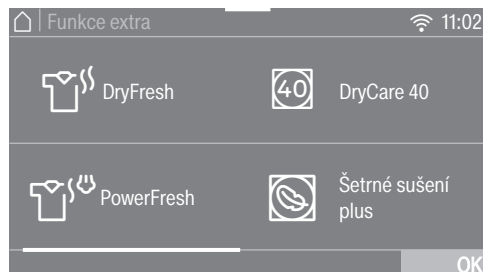 Funkce extra 11:02
DryFresh
40 DryCare 40
PowerFresh
Šetrné sušení
plus
OK